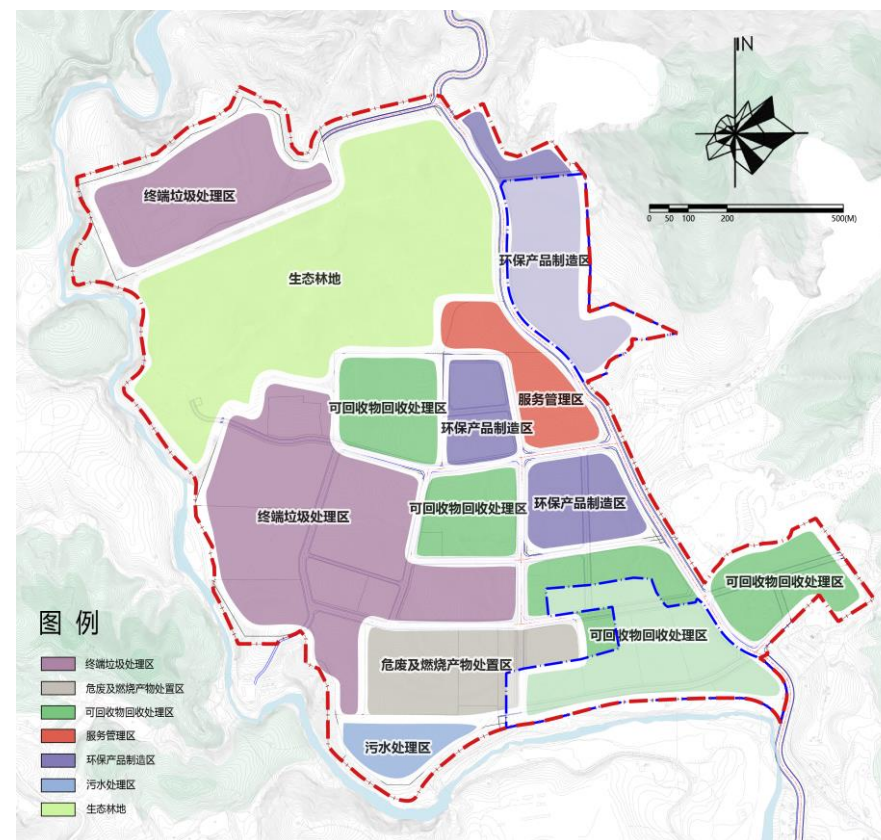 N
0 50 100 200 500(M)
终端垃圾处理区
生态林地
环保产品制造区
服务管理区
可回收物回收处理区
环保产品制造区
可回收物回收处理区
环保产品制造区
终端垃圾处理区
可回收物回收处理区
可回收物回收处理区
危废及燃烧产物处置区
污水处理区
图 例
终端垃圾处理区
危废及燃烧产物处置区
可回收物回收处理区
服务管理区
环保产品制造区
污水处理区
生态林地